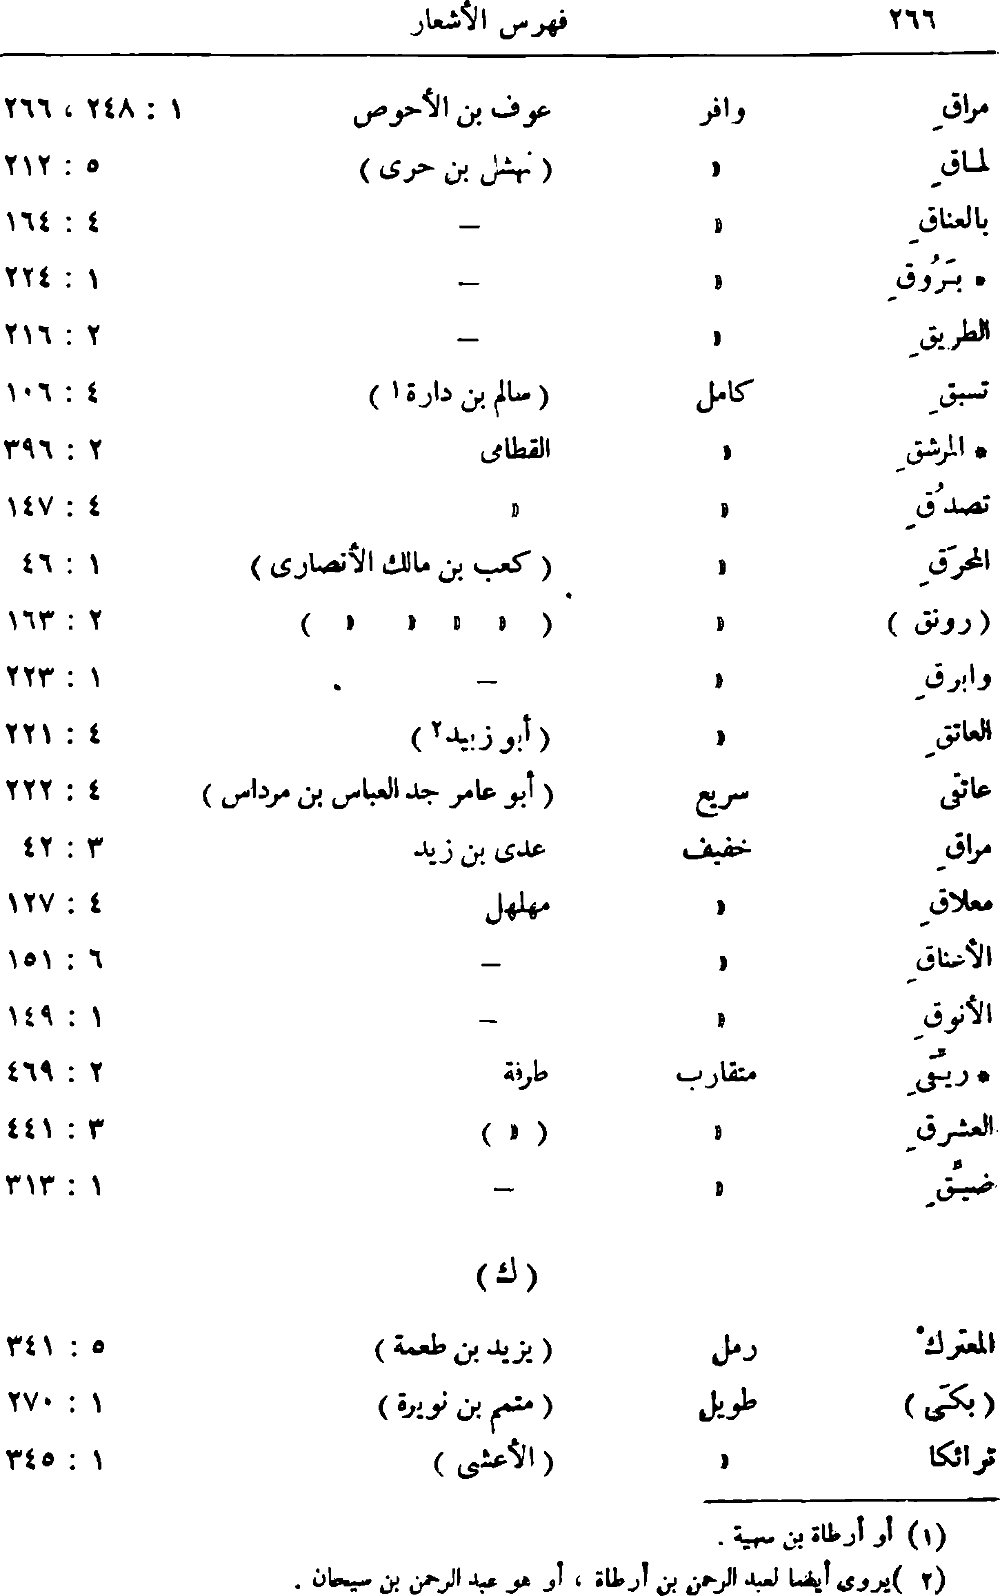 ٢٦٦ فهرس الأشعار
مراقِ وافر عوف بن الأحوص ١ : ٢٤٨ ، ٢٦٦
لماقِ » ( نهشل بن حرى ) ٥ : ٢١٢
بالعناقِ » — ٤ : ١٦٤
* بَرُوقِ » — ١ : ٢٢٤
الطريقِ » — ٢ : ٢١٦
تسبقِ كامل ( سالم بن دارة١ ) ٤ : ١٠٦
* المرشقِ » القطامى ٢ : ٣٩٦
تصدُقِ » » ٤ : ١٤٧
المحرَقِ » ( كعب بن مالك الأنصارى ) ١ : ٤٦
( رونق ) » ( » » » » ) ٢ : ١٦٣
وابرقِ » — ١ : ٢٢٣
العاتقِ » ( أبو زبيد٢ ) ٤ : ٢٢١
عاتقى سريع ( أبو عامر جد العباس بن مرداس ) ٤ : ٢٢٢
مراقِ خفيف عدى بن زيد ٣ : ٤٢
معلاقِ » مهلهل ٤ : ١٢٧
الأخناقِ » — ٦ : ١٥١
الأنوقِ » — ١ : ١٤٩
* ريَّقِ متقارب طرفة ٢ : ٤٦٩
العشرقِ » ( » ) ٣ : ٤٤١
ضيَّقِ » — ١ : ٣١٣
( ك )
المعتركْ رمل ( يزيد بن طعمة ) ٥ : ٣٤١
( بكَى ) طويل ( متمم بن نويرة ) ١ : ٢٧٠
ترائكا » ( الأعشى ) ١ : ٣٤٥
(١) أو أرطاة بن سهية .
( ٢ )يروى أيضا لعبد الرحمن بن أرطاة ، أو هو عبد الرحمن بن سيحان .